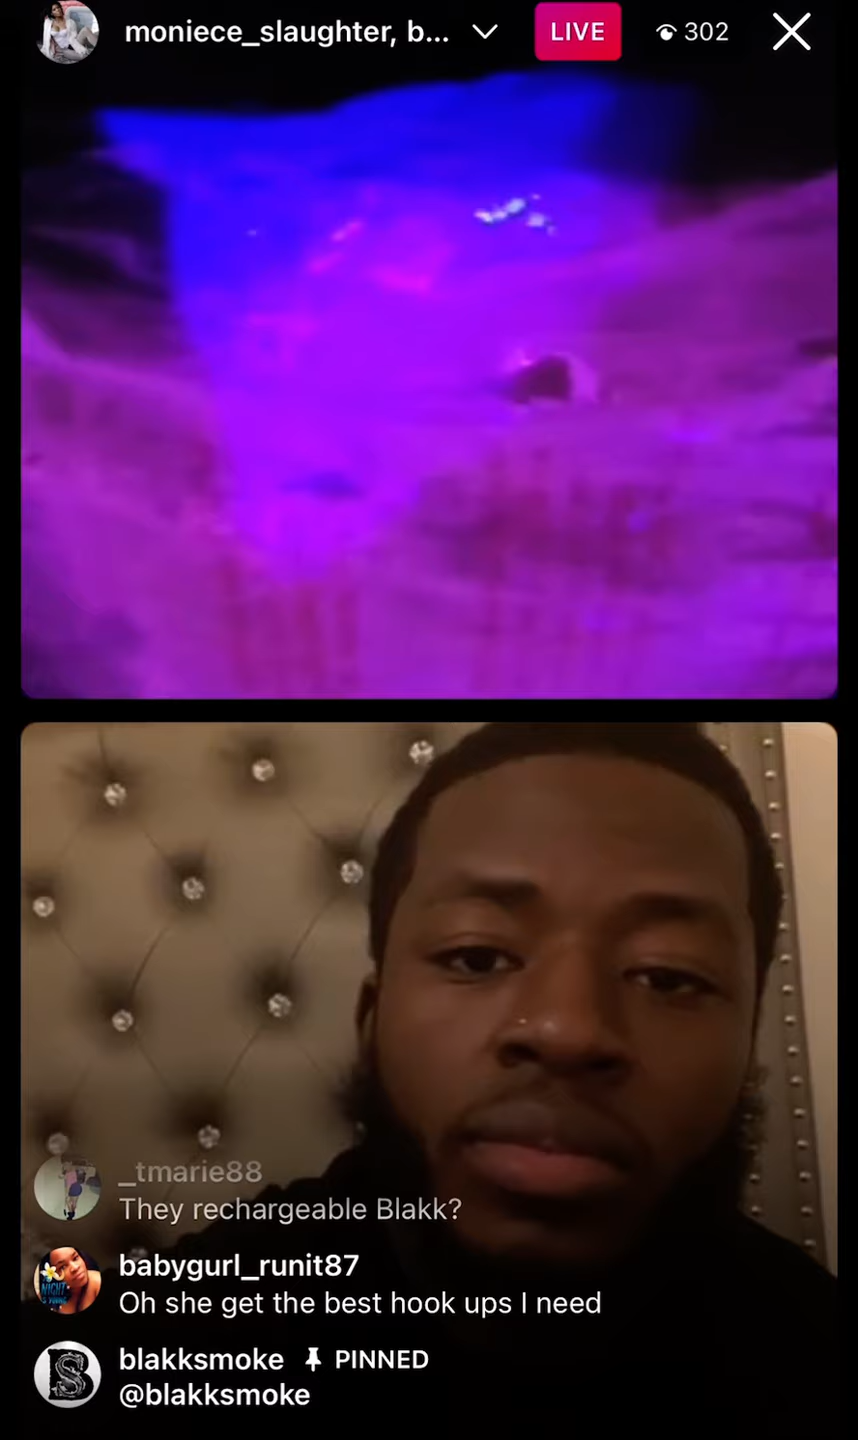 moniece_slaughter, b...
LIVE
302
_tmarie88
They rechargeable Blakk?
babygurl_runit87
Oh she get the best hook ups I need
blakksmoke PINNED
@blakksmoke